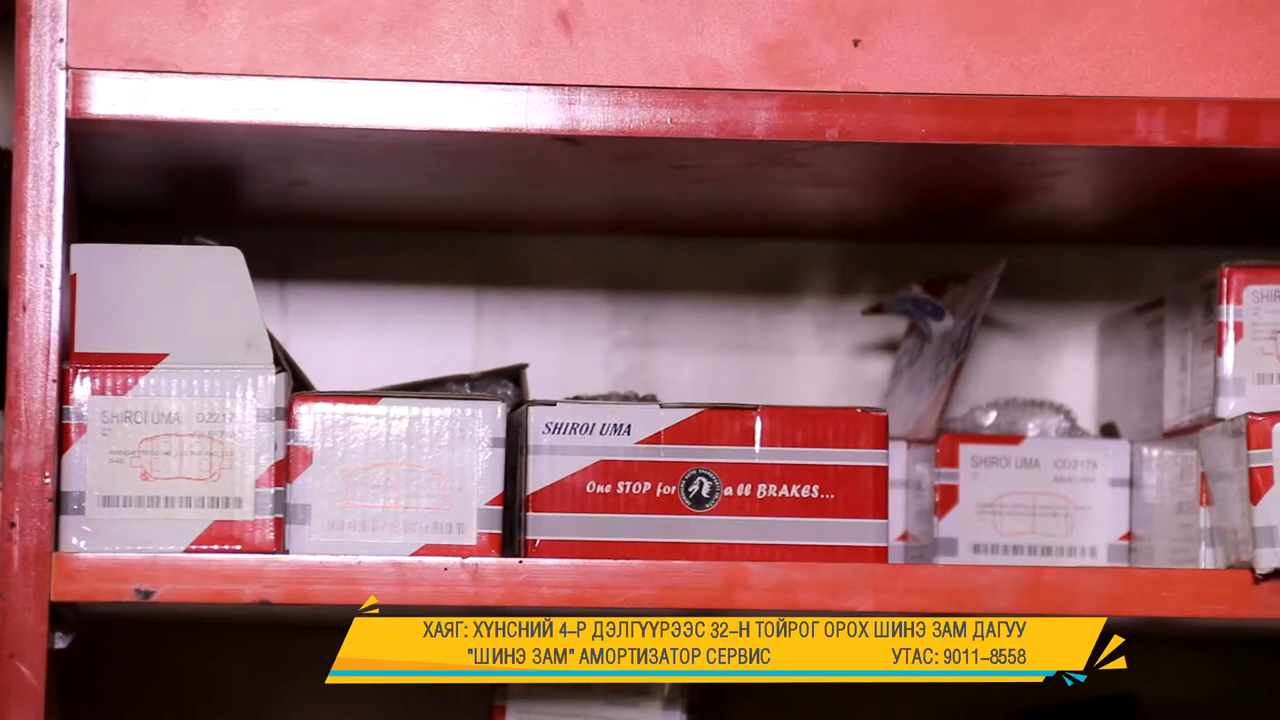 SHIROI
SHIROI UMA D2217
SHIROI UMA
One STOP for all BRAKES...
SHIROI UMA CD2174
ХАЯГ: ХҮНСНИЙ 4-Р ДЭЛГҮҮРЭЭС 32-Н ТОЙРОГ ОРОХ ШИНЭ ЗАМ ДАГУУ
"ШИНЭ ЗАМ" АМОРТИЗАТОР СЕРВИС УТАС: 9011-8558